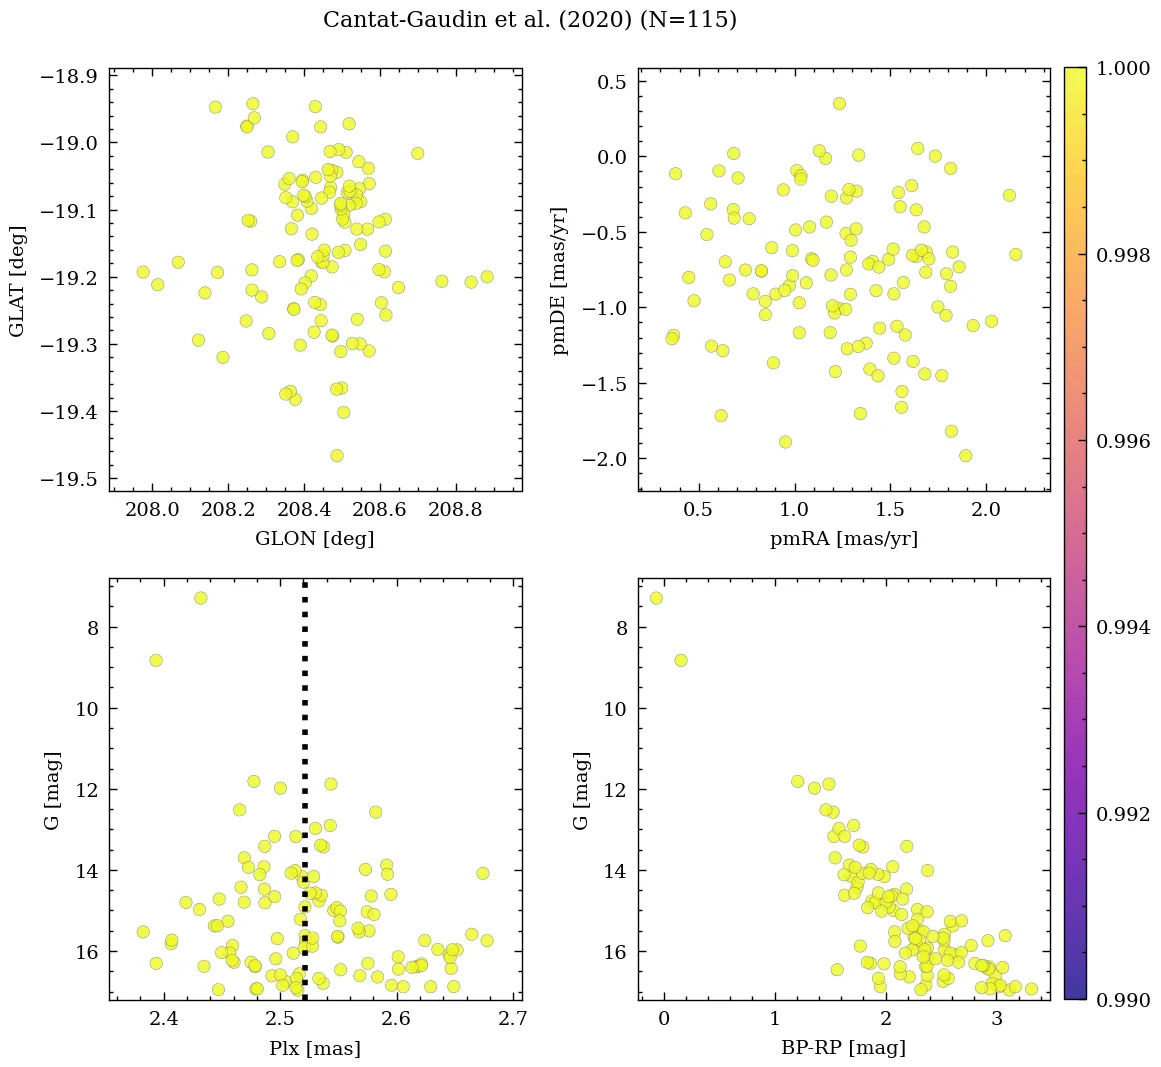 Cantat-Gaudin et al. (2020) (N=115)
−18.9
−19.0
−19.1
−19.2
−19.3
−19.4
−19.5
GLAT [deg]
208.0 208.2 208.4 208.6 208.8
GLON [deg]
0.5
0.0
−0.5
−1.0
−1.5
−2.0
pmDE [mas/yr]
0.5 1.0 1.5 2.0
pmRA [mas/yr]
1.000
0.998
0.996
0.994
0.992
0.990
8
10
12
14
16
G [mag]
2.4 2.5 2.6 2.7
Plx [mas]
8
10
12
14
16
G [mag]
0 1 2 3
BP-RP [mag]